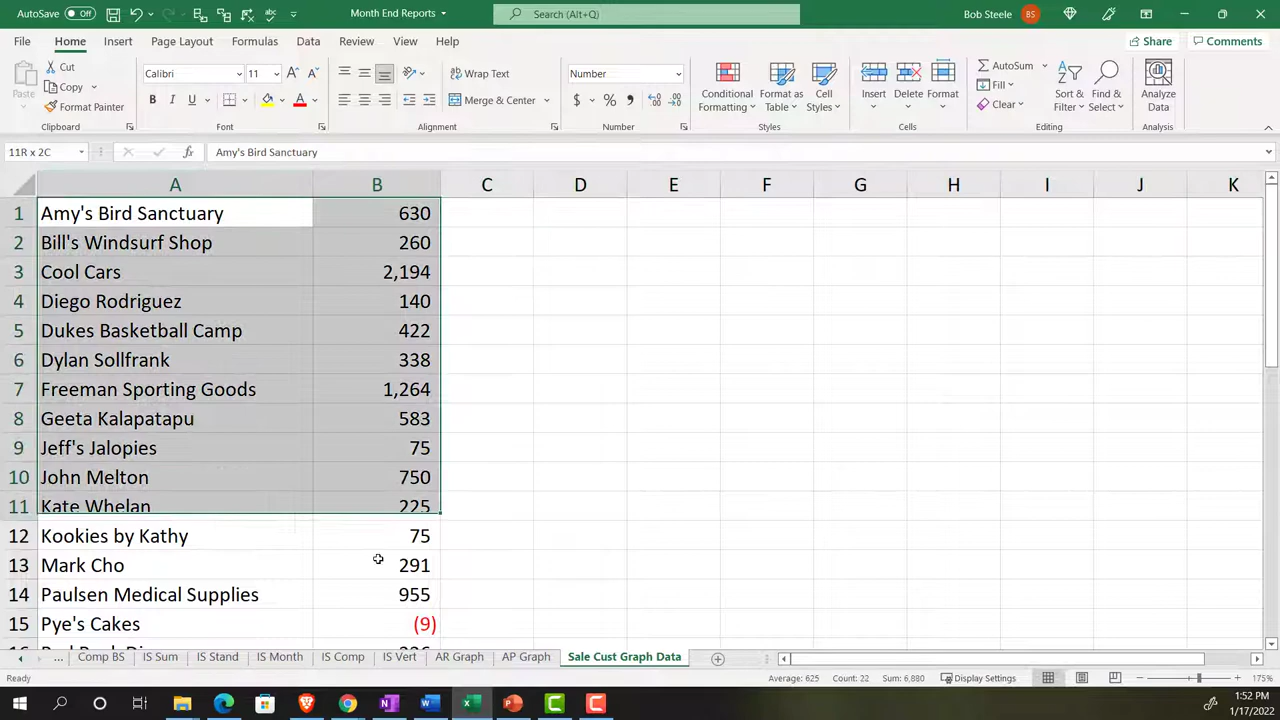 AutoSave Off Month End Reports Search (Alt+Q) Bob Steele BS
File Home Insert Page Layout Formulas Data Review View Help Share Comments
Paste Cut Copy Format Painter Clipboard
Calibri 11 B I U Font
Wrap Text Merge & Center Alignment
Number $ % Number
Conditional Formatting Format as Table Cell Styles Styles
Insert Delete Format Cells
AutoSum Fill Clear Sort & Filter Find & Select Editing
Analyze Data Analysis
11R x 2C fx Amy's Bird Sanctuary
A B C D E F G H I J K
1 Amy's Bird Sanctuary 630
2 Bill's Windsurf Shop 260
3 Cool Cars 2,194
4 Diego Rodriguez 140
5 Dukes Basketball Camp 422
6 Dylan Sollfrank 338
7 Freeman Sporting Goods 1,264
8 Geeta Kalapatapu 583
9 Jeff's Jalopies 75
10 John Melton 750
11 Kate Whelan 225
12 Kookies by Kathy 75
13 Mark Cho 291
14 Paulsen Medical Supplies 955
15 Pye's Cakes (9)
... Comp BS IS Sum IS Stand IS Month IS Comp IS Vert AR Graph AP Graph Sale Cust Graph Data
Ready Average: 625 Count: 22 Sum: 6,880 Display Settings 175%
1:52 PM
1/17/2022